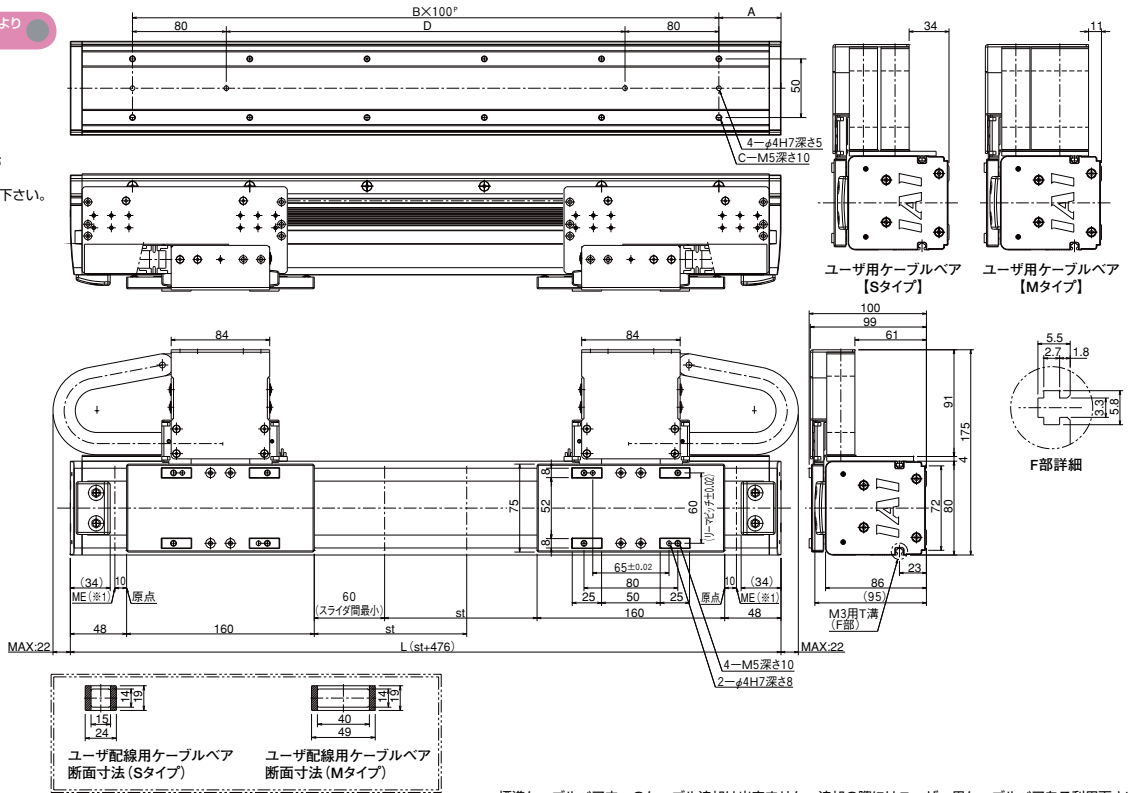 より
B×100P
A
80
D
80
50
4－φ4H7深さ5
C－M5深さ10
34
11
下さい。
IAI
IAI
ユーザ用ケーブルベア
【Sタイプ】
ユーザ用ケーブルベア
【Mタイプ】
84
84
100
99
61
5.5
2.7
1.8
3.3
5.8
F部詳細
91
175
4
8
52
8
75
60
(リーマピッチ±0.02)
IAI
72
80
65±0.02
80
25
50
25
(34)
10
ME(※1)
原点
60
(スライダ間最小)
st
原点
10
(34)
ME(※1)
23
86
(95)
M3用T溝
(F部)
48
160
st
160
48
MAX:22
L(st+476)
MAX:22
4－M5深さ10
2－φ4H7深さ8
14
19
15
24
14
19
40
49
ユーザ配線用ケーブルベア
断面寸法(Sタイプ)
ユーザ配線用ケーブルベア
断面寸法(Mタイプ)